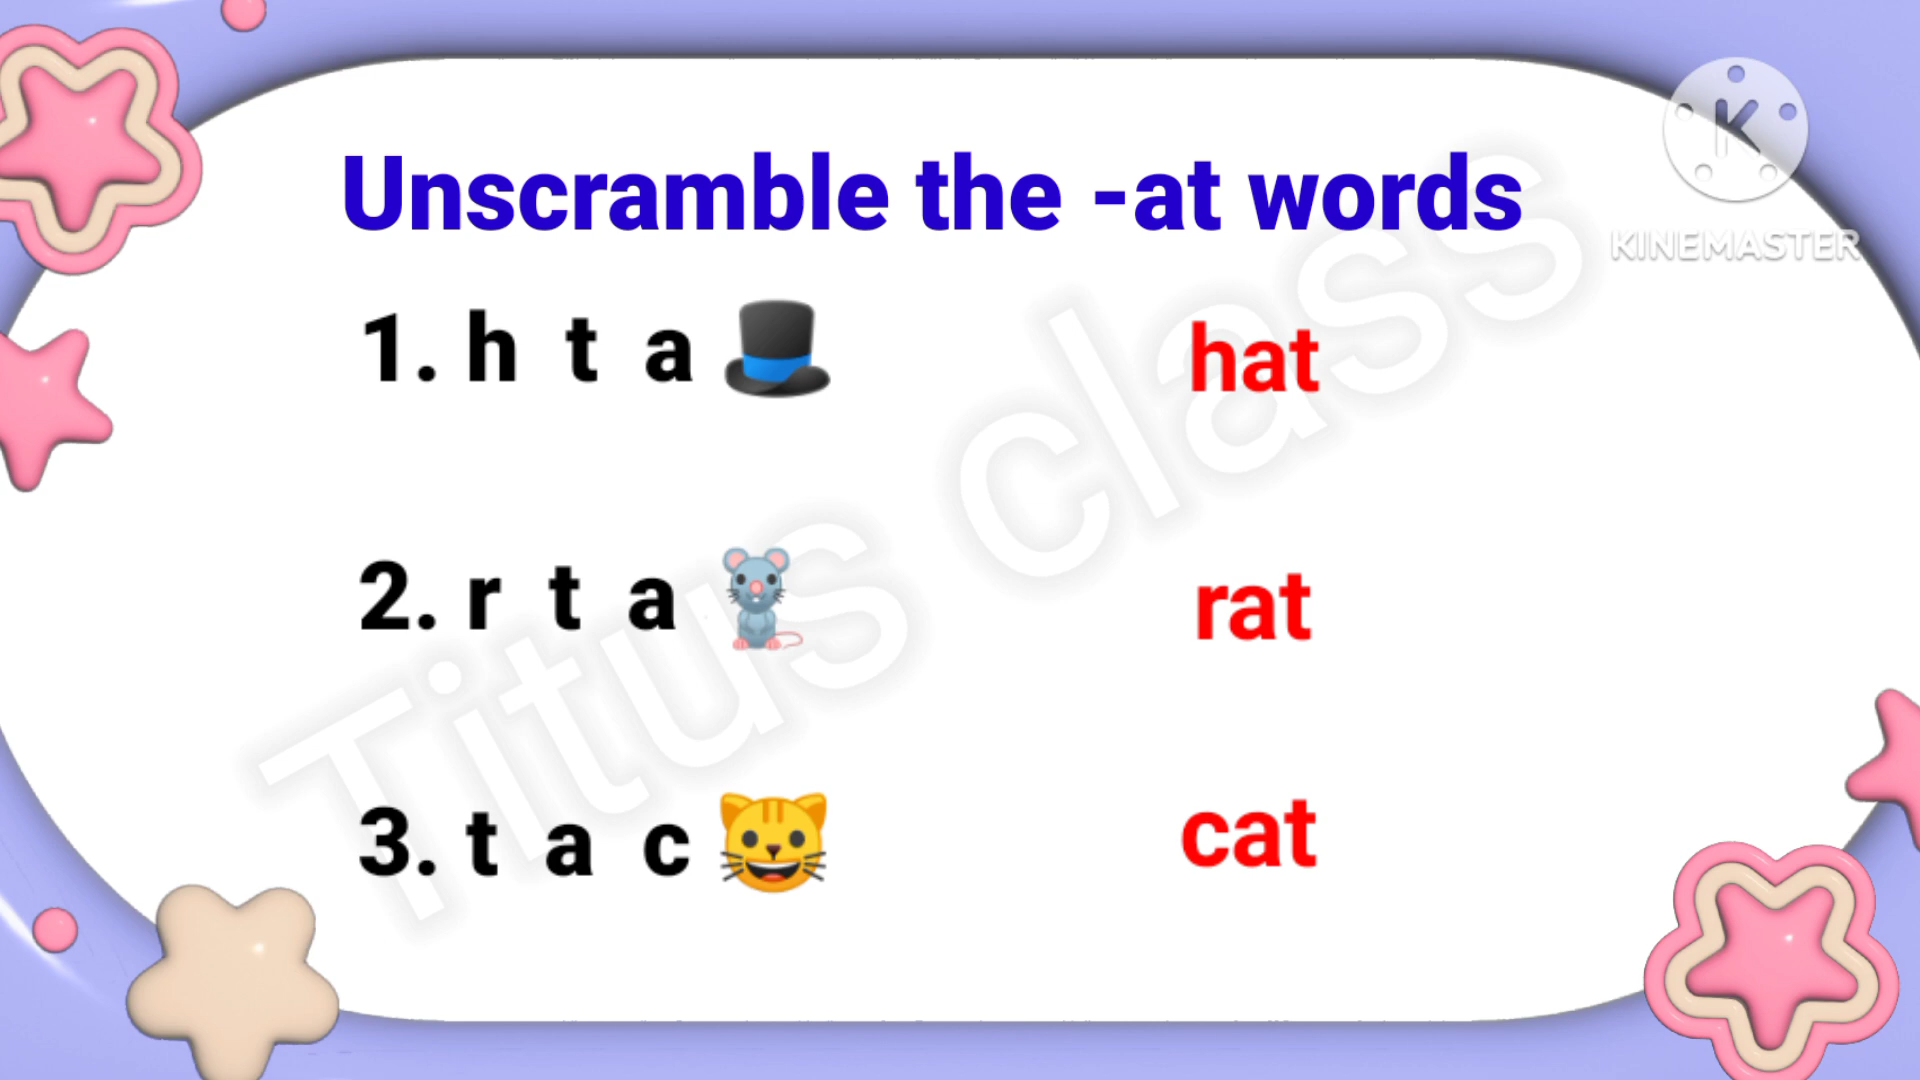 Unscramble the -at words
1. h t a hat
2. r t a rat
3. t a c cat
Titus class
K
KINEMASTER